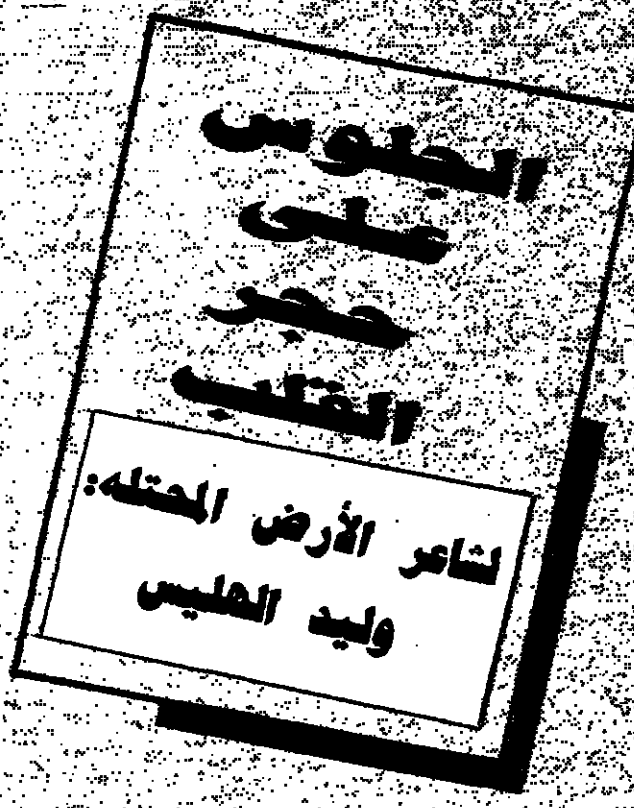 الجلوس
على
حجر
القلب
لشاعر الأرض المحتله:
وليد الهليس